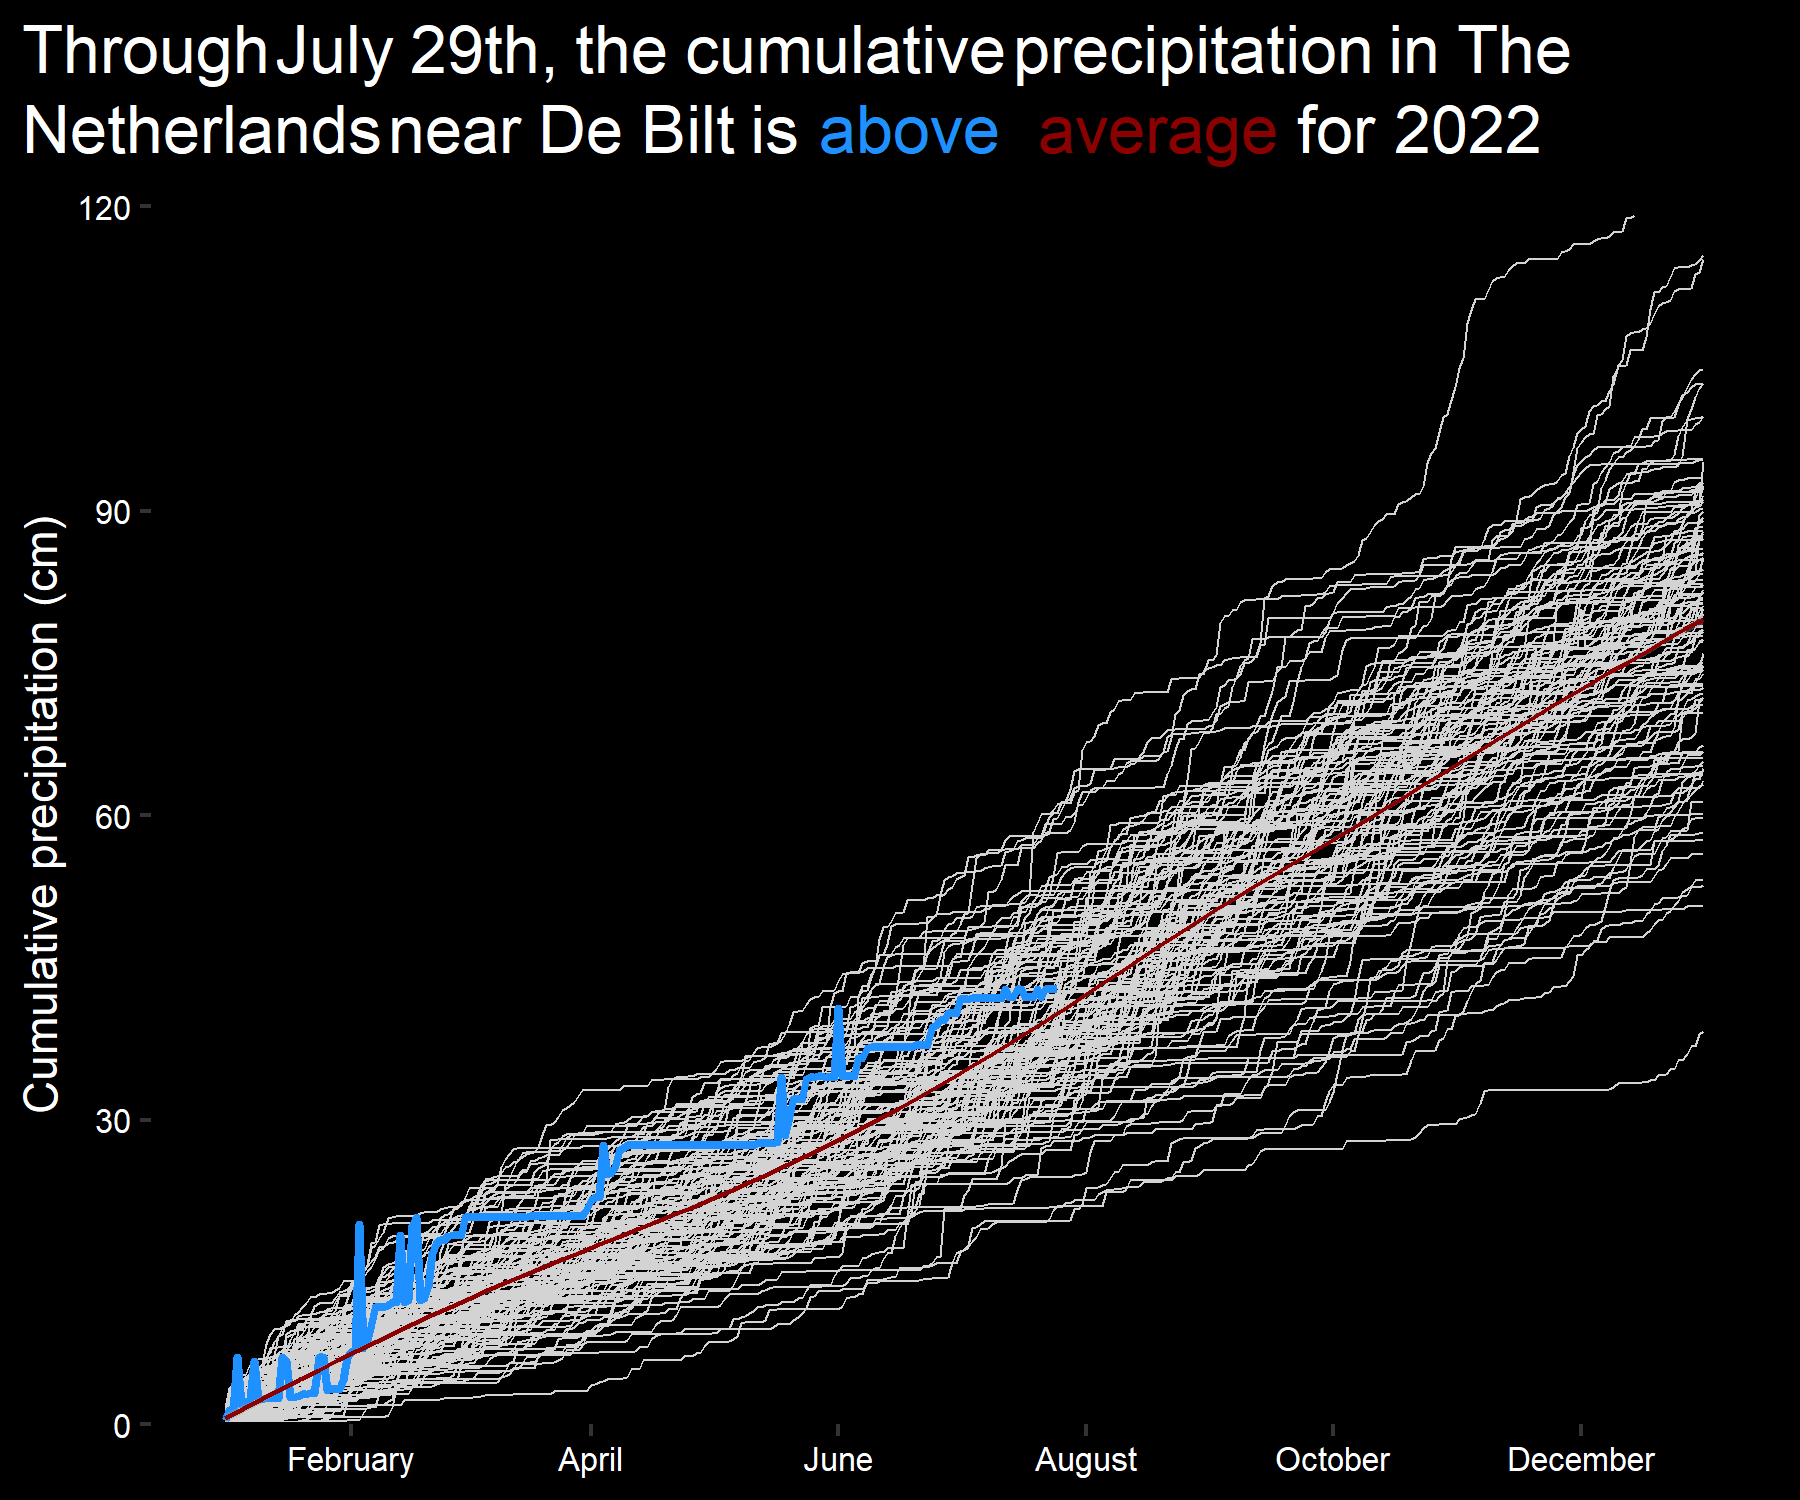 Through July 29th, the cumulative precipitation in The
Netherlands near De Bilt is above average for 2022
120
90
60
30
0
Cumulative precipitation (cm)
February April June August October December